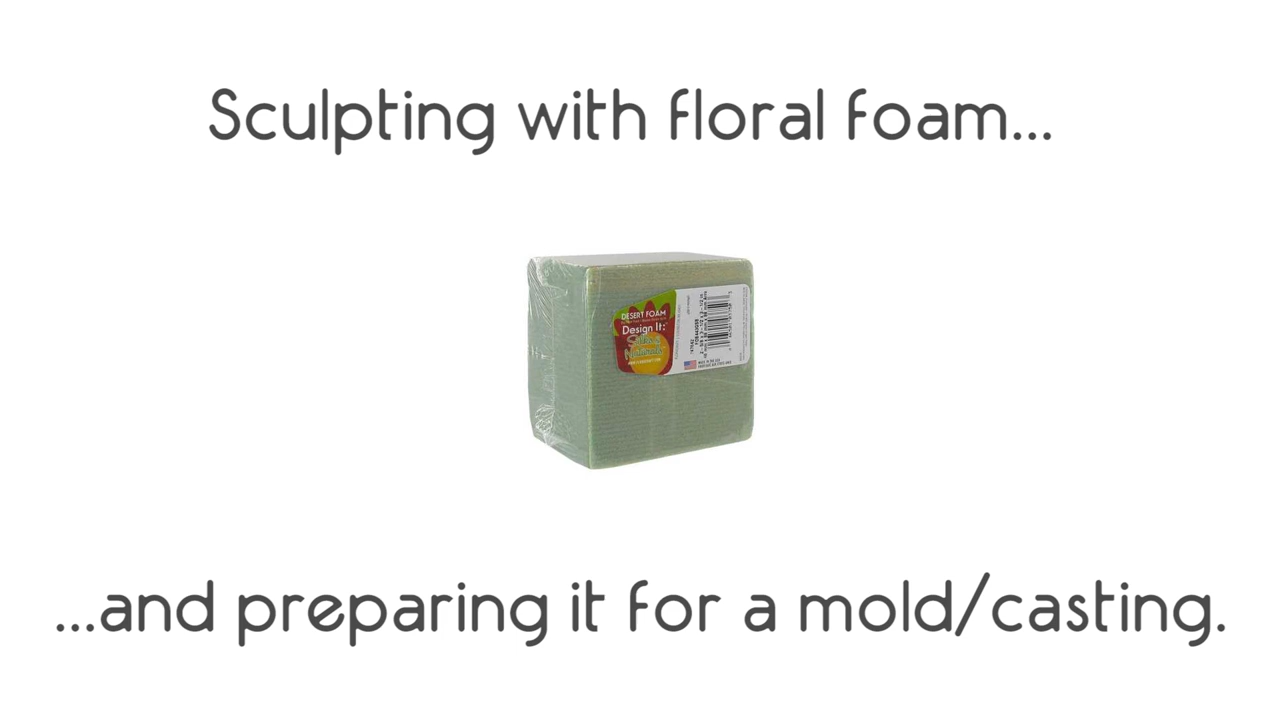 Sculpting with floral foam...
DESERT FOAM
Design It:
...and preparing it for a mold/casting.